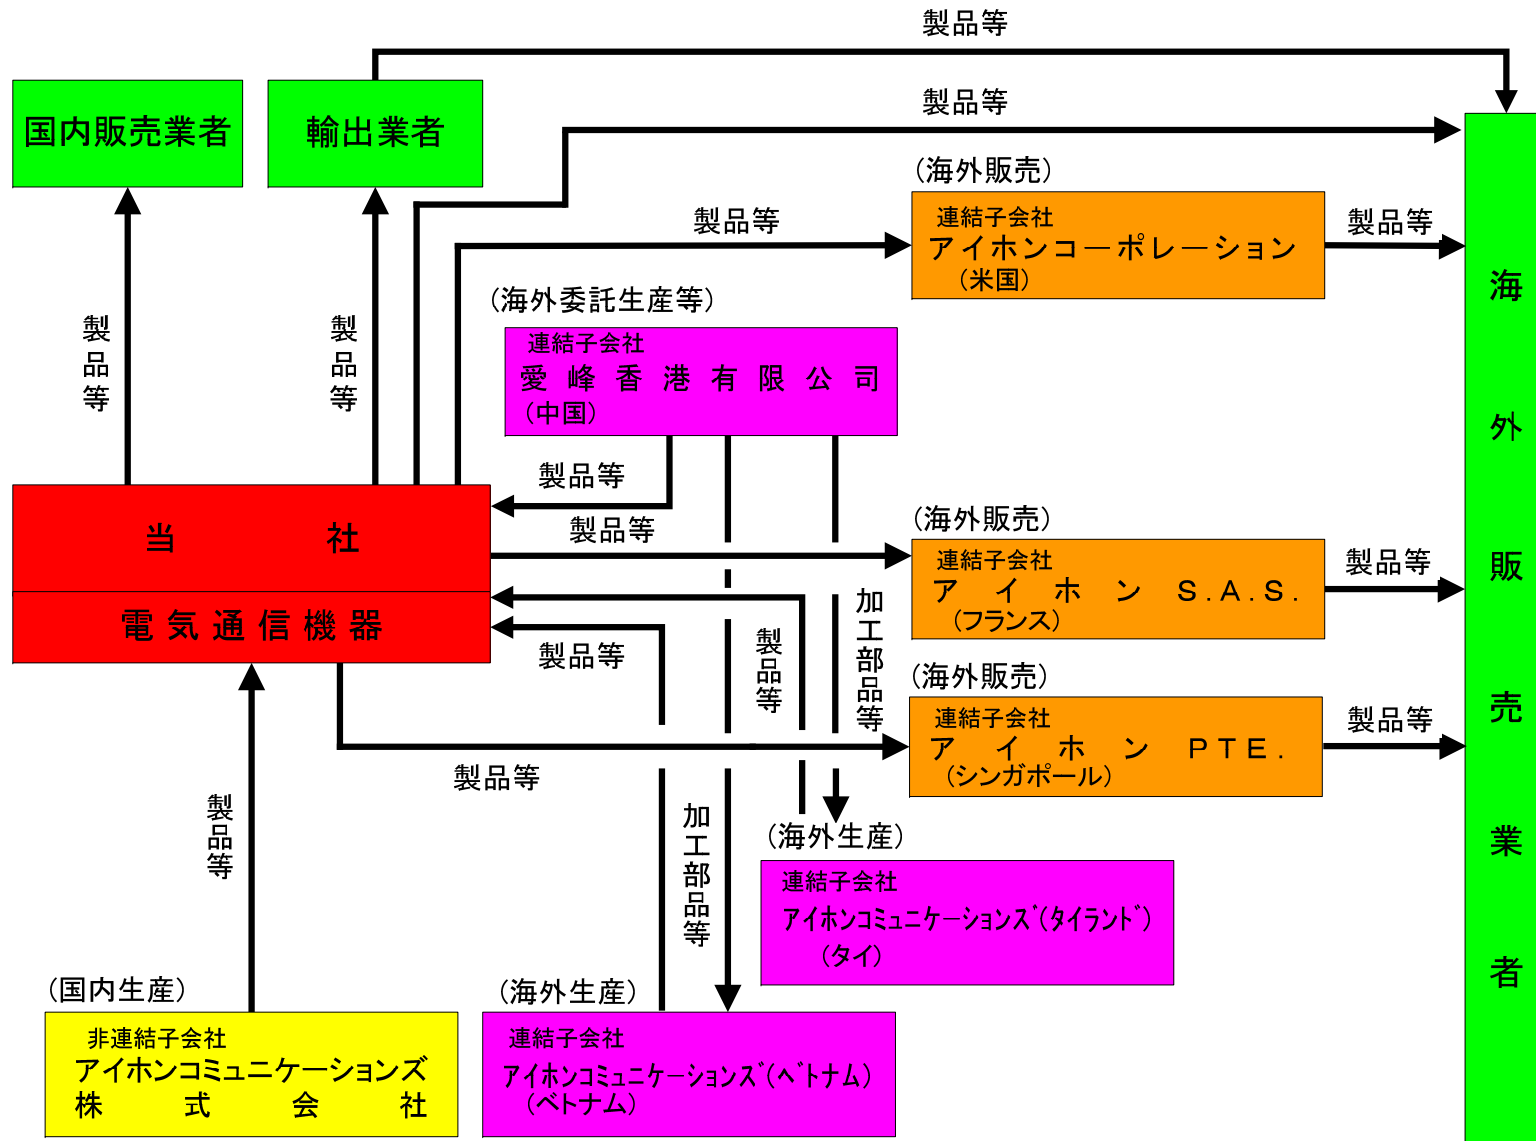 製品等
製品等
国内販売業者
輸出業者
(海外販売)
連結子会社
アイホンコーポレーション
(米国)
製品等
製品等
(海外委託生産等)
連結子会社
愛峰香港有限公司
(中国)
製品等
製品等
製品等
製品等
当社
電気通信機器
(海外販売)
連結子会社
アイホン S.A.S.
(フランス)
製品等
製品等
製品等
加工部品等
(海外販売)
連結子会社
アイホン PTE.
(シンガポール)
製品等
製品等
製品等
加工部品等
(海外生産)
連結子会社
アイホンコミュニケーションズ(タイランド)
(タイ)
(国内生産)
非連結子会社
アイホンコミュニケーションズ
株式会社
(海外生産)
連結子会社
アイホンコミュニケーションズ(ベトナム)
(ベトナム)
海外販売業者